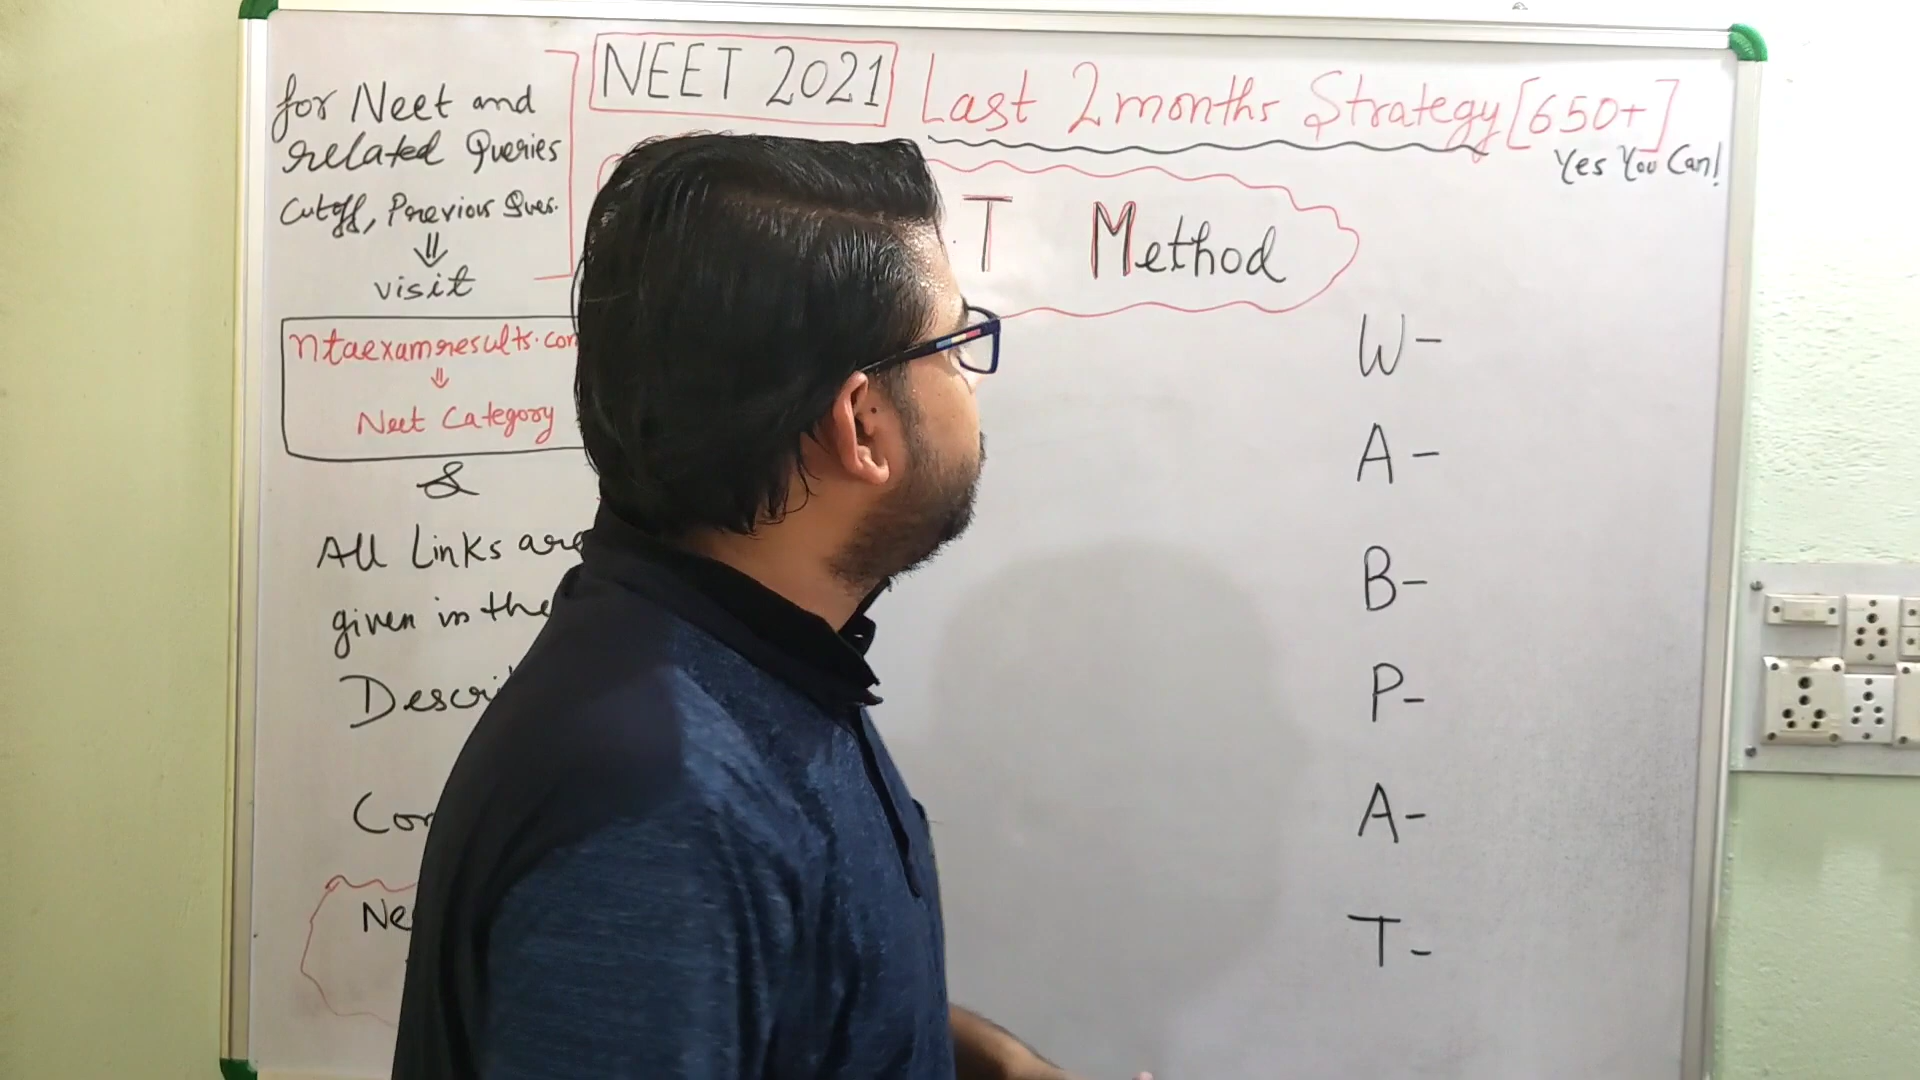 for Neet and
related Queries
Cutoff, Previous Ques.
⇓
visit
ntaexamresults.com
⇓
Neet Category
&
All Links are
given in the
NEET 2021
Last 2 months Strategy [650+]
Yes You Can!
T Method
W-
A-
B-
P-
A-
T-